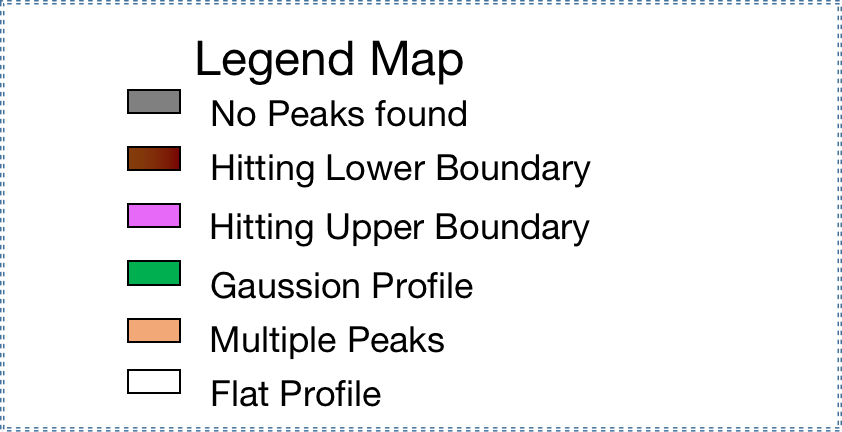 Legend Map
No Peaks found
Hitting Lower Boundary
Hitting Upper Boundary
Gaussion Profile
Multiple Peaks
Flat Profile